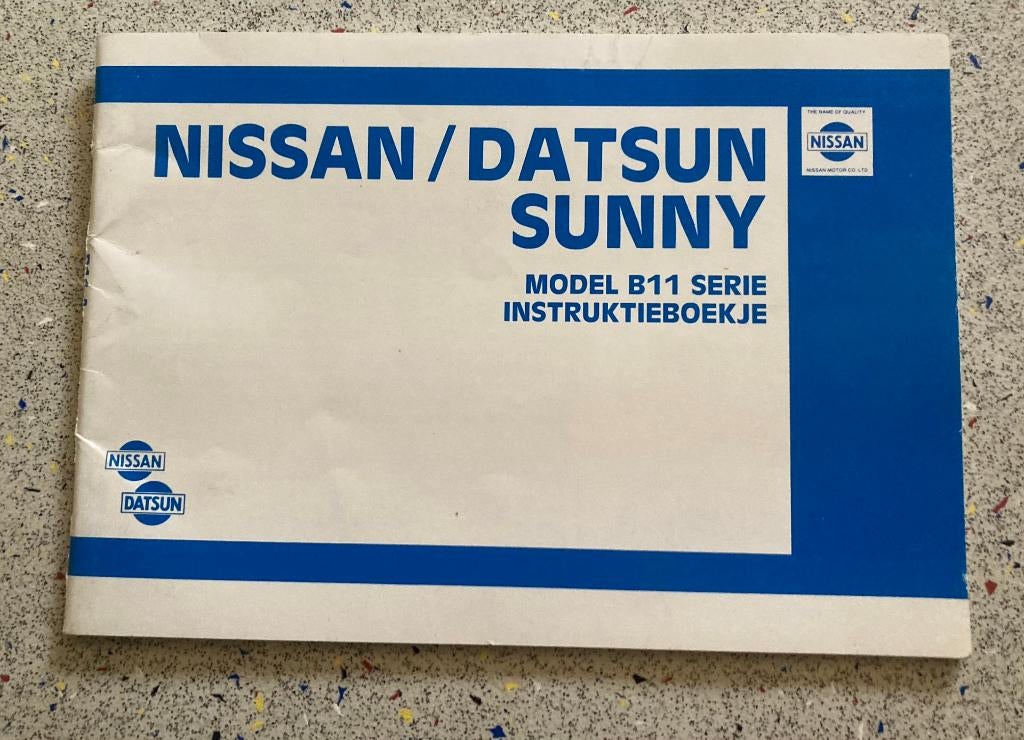 NISSAN / DATSUN
SUNNY
MODEL B11 SERIE
INSTRUKTIEBOEKJE
THE NAME OF QUALITY
NISSAN
NISSAN MOTOR CO. LTD
NISSAN
DATSUN